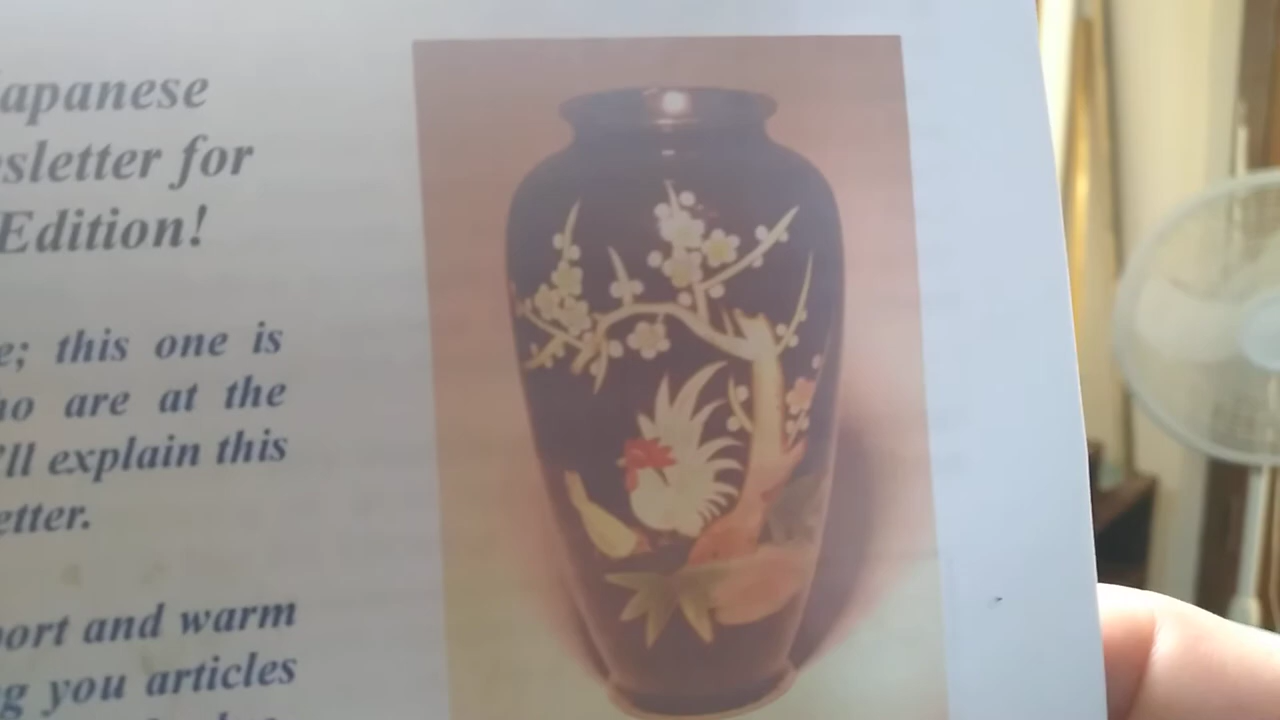 Japanese
sletter for
Edition!
e; this one is
ho are at the
'll explain this
etter.
port and warm
g you articles